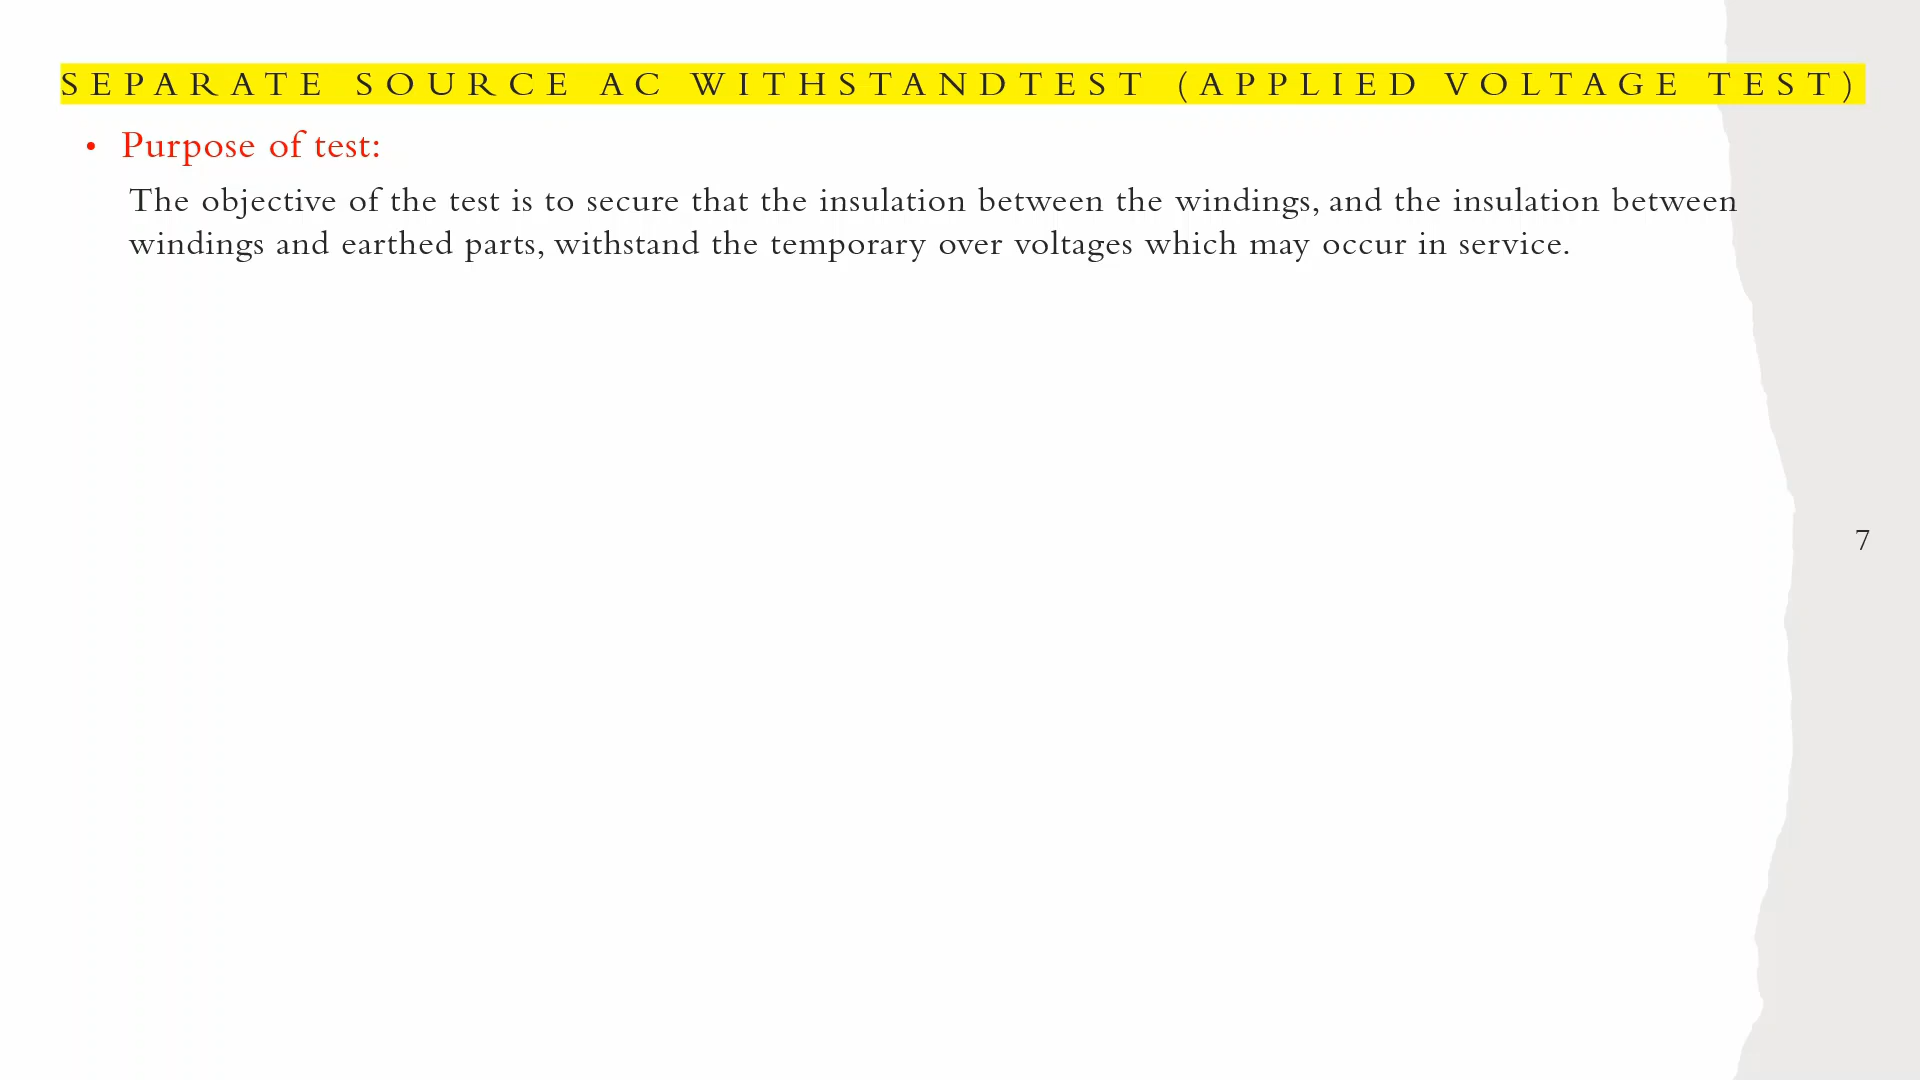 SEPARATE SOURCE AC WITHSTANDTEST (APPLIED VOLTAGE TEST)
• Purpose of test:
The objective of the test is to secure that the insulation between the windings, and the insulation between
windings and earthed parts, withstand the temporary over voltages which may occur in service.
7